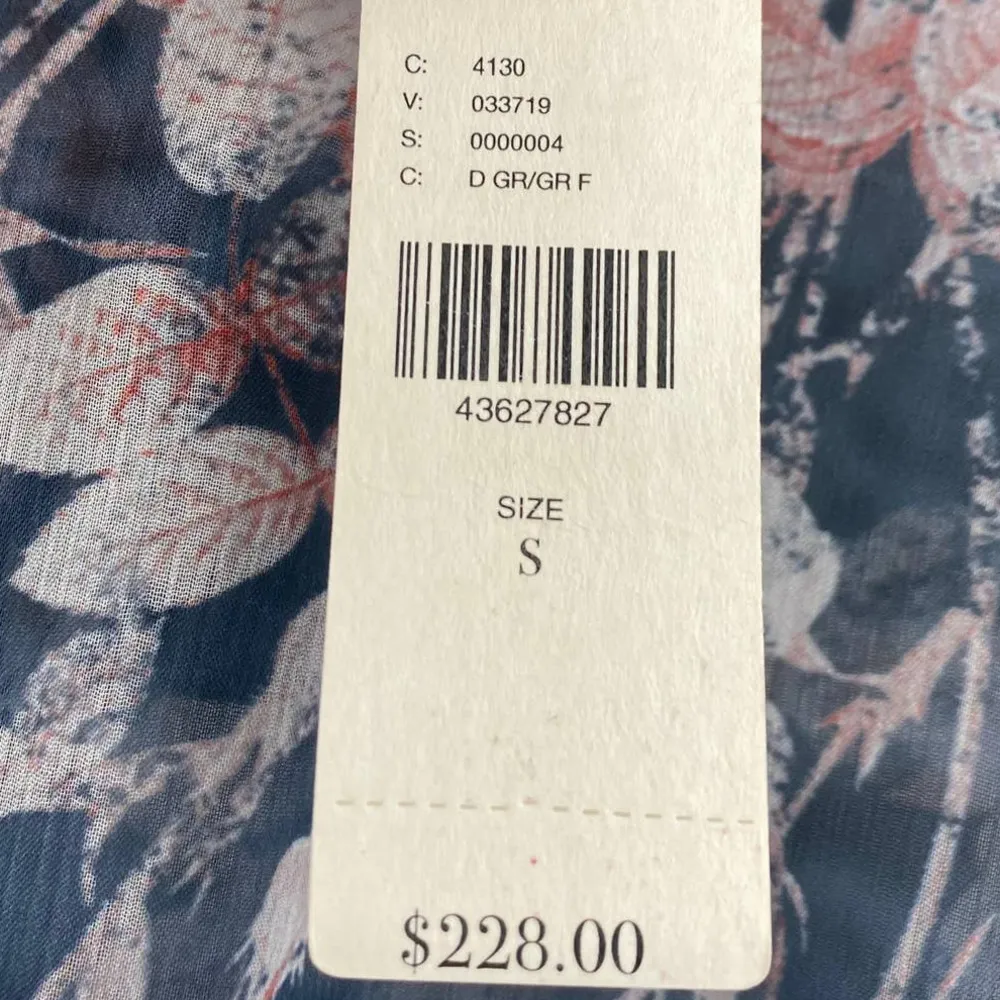 C: 4130
V: 033719
S: 0000004
C: D GR/GR F
43627827
SIZE
S
$228.00